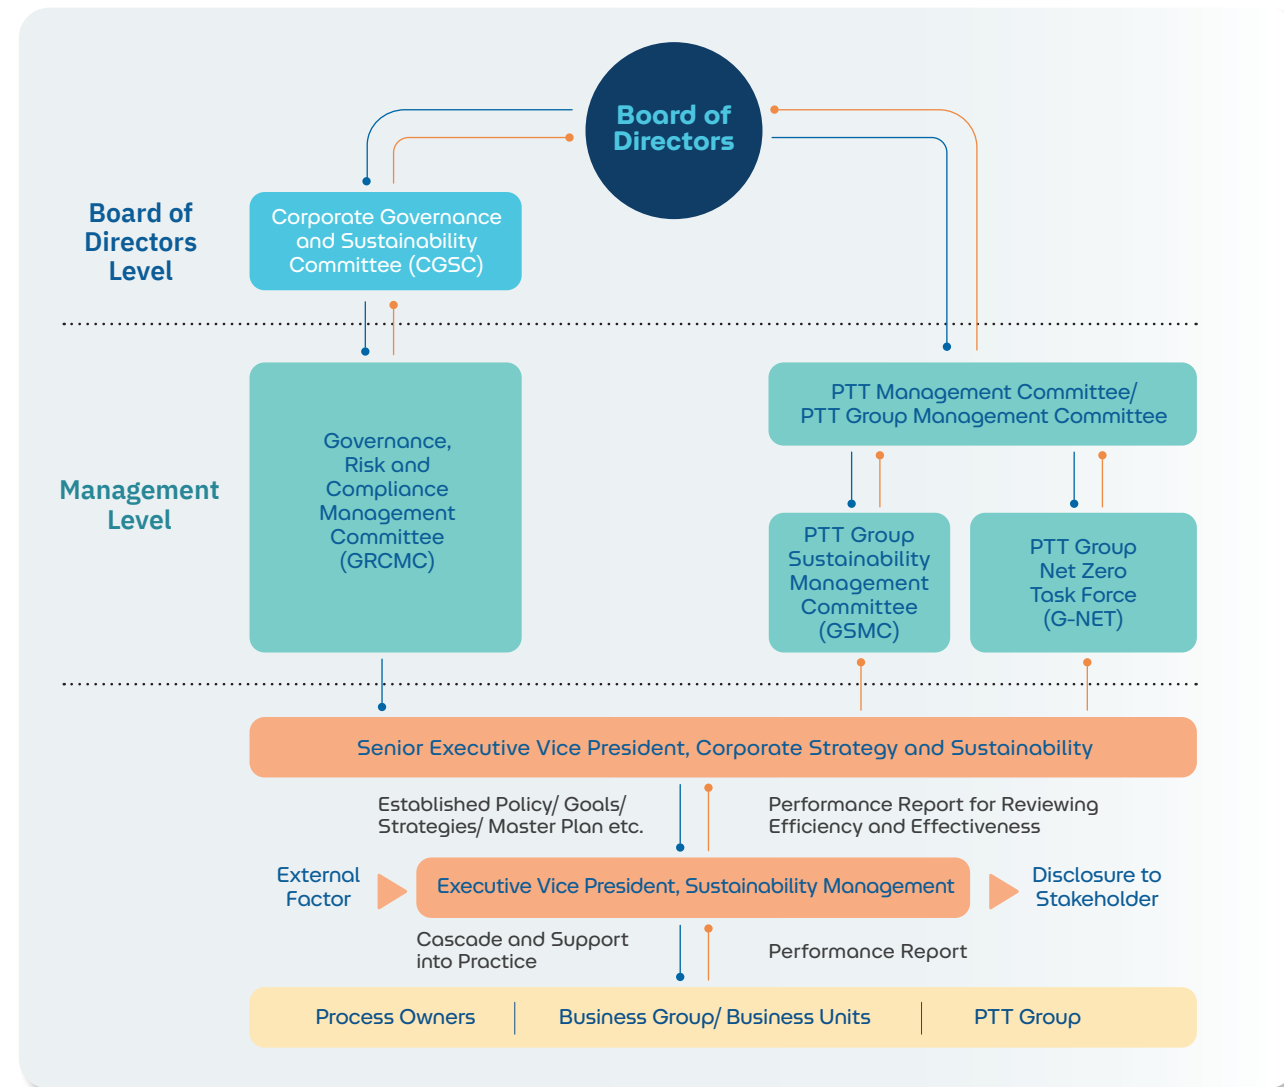 Board of
Directors
Board of
Directors
Level
Corporate Governance
and Sustainability
Committee (CGSC)
Management
Level
Governance,
Risk and
Compliance
Management
Committee
(GRCMC)
PTT Management Committee/
PTT Group Management Committee
PTT Group
Sustainability
Management
Committee
(GSMC)
PTT Group
Net Zero
Task Force
(G-NET)
Senior Executive Vice President, Corporate Strategy and Sustainability
Established Policy/ Goals/
Strategies/ Master Plan etc.
Performance Report for Reviewing
Efficiency and Effectiveness
External
Factor
Executive Vice President, Sustainability Management
Disclosure to
Stakeholder
Cascade and Support
into Practice
Performance Report
Process Owners
Business Group/ Business Units
PTT Group